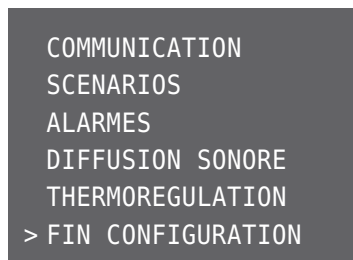 COMMUNICATION
SCENARIOS
ALARMES
DIFFUSION SONORE
THERMOREGULATION
> FIN CONFIGURATION